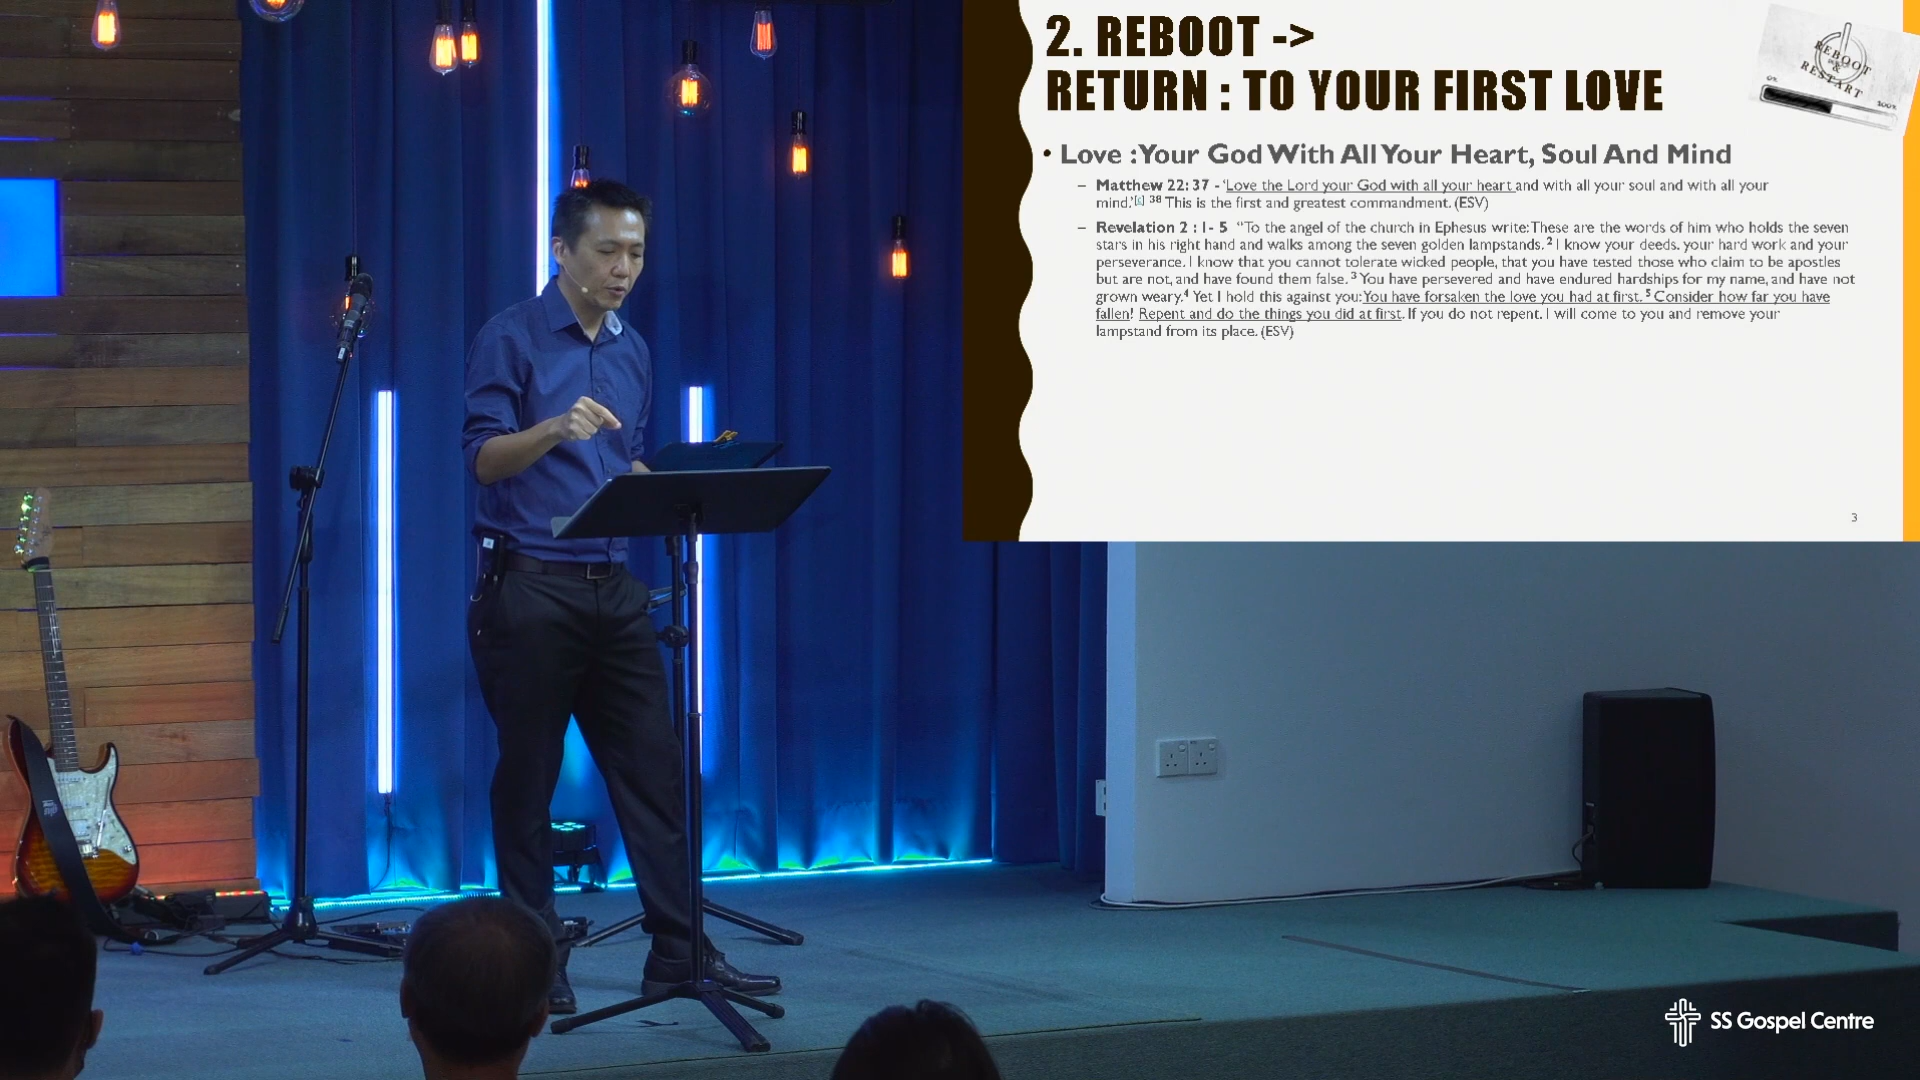 2. REBOOT ->
RETURN : TO YOUR FIRST LOVE
REBOOT
&
RESTART
0%
100%
• Love :Your God With All Your Heart, Soul And Mind
– Matthew 22: 37 - ‘Love the Lord your God with all your heart and with all your soul and with all your
mind.’[c] 38 This is the first and greatest commandment. (ESV)
– Revelation 2 : 1- 5 “To the angel of the church in Ephesus write: These are the words of him who holds the seven
stars in his right hand and walks among the seven golden lampstands. 2 I know your deeds. your hard work and your
perseverance. I know that you cannot tolerate wicked people, that you have tested those who claim to be apostles
but are not, and have found them false. 3 You have persevered and have endured hardships for my name, and have not
grown weary. 4 Yet I hold this against you: You have forsaken the love you had at first. 5 Consider how far you have
fallen! Repent and do the things you did at first. If you do not repent. I will come to you and remove your
lampstand from its place. (ESV)
3
SS Gospel Centre